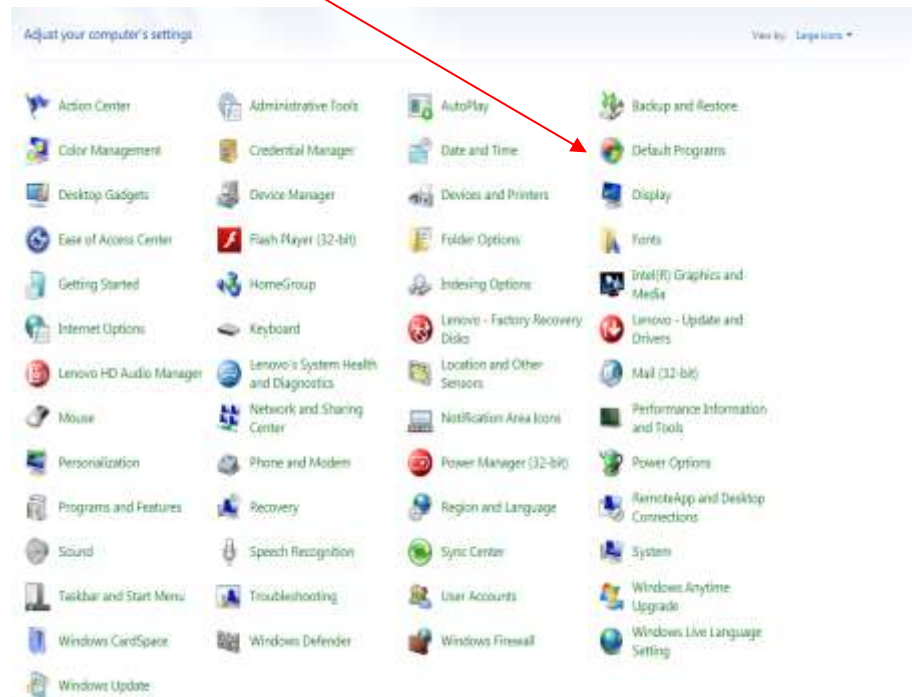 Adjust your computer's settings
View by: Large icons
Action Center
Administrative Tools
AutoPlay
Backup and Restore
Color Management
Credential Manager
Date and Time
Default Programs
Desktop Gadgets
Device Manager
Devices and Printers
Display
Ease of Access Center
Flash Player (32-bit)
Folder Options
Fonts
Getting Started
HomeGroup
Indexing Options
Intel(R) Graphics and
Media
Internet Options
Keyboard
Lenovo - Factory Recovery
Disks
Lenovo - Update and
Drivers
Lenovo HD Audio Manager
Lenovo's System Health
and Diagnostics
Location and Other
Sensors
Mail (32-bit)
Mouse
Network and Sharing
Center
Notification Area Icons
Performance Information
and Tools
Personalization
Phone and Modem
Power Manager (32-bit)
Power Options
Programs and Features
Recovery
Region and Language
RemoteApp and Desktop
Connections
Sound
Speech Recognition
Sync Center
System
Taskbar and Start Menu
Troubleshooting
User Accounts
Windows Anytime
Upgrade
Windows CardSpace
Windows Defender
Windows Firewall
Windows Live Language
Setting
Windows Update